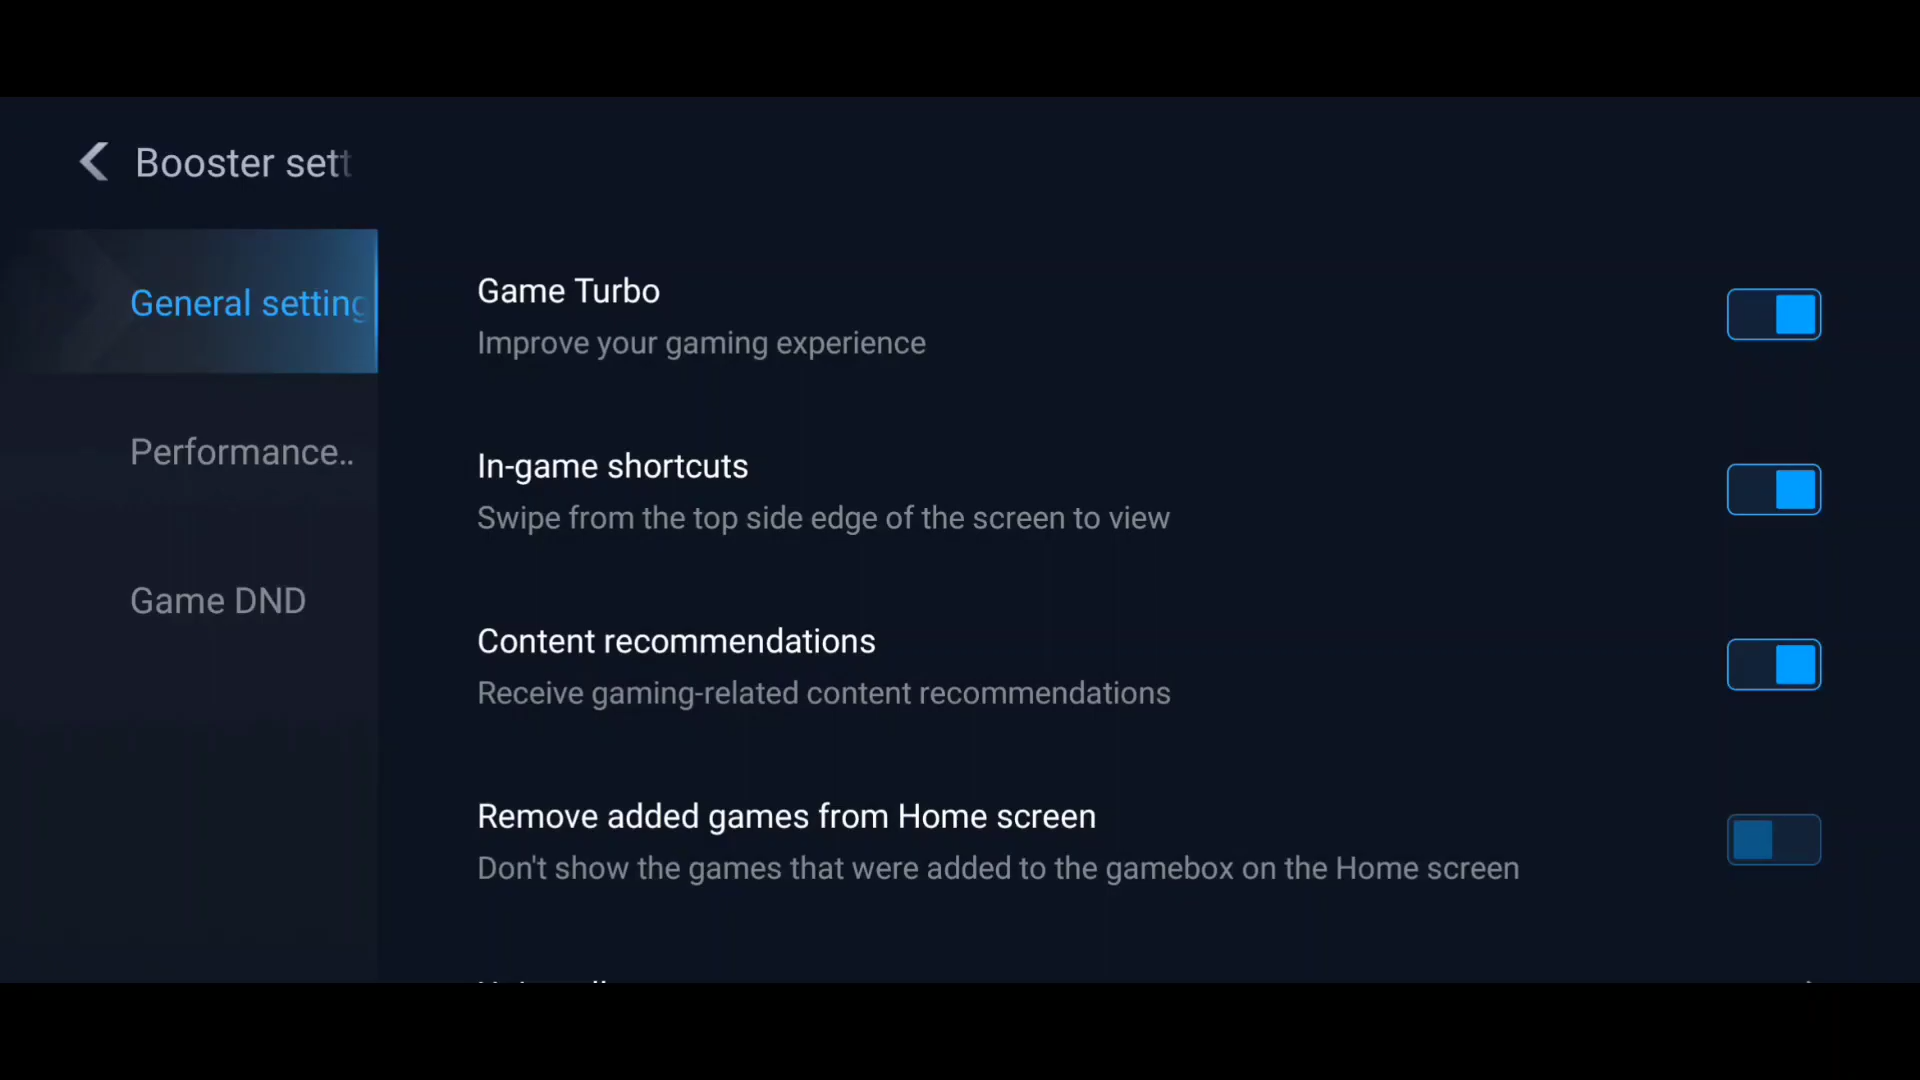 Booster sett
General setting
Performance..
Game DND
Game Turbo
Improve your gaming experience
In-game shortcuts
Swipe from the top side edge of the screen to view
Content recommendations
Receive gaming-related content recommendations
Remove added games from Home screen
Don't show the games that were added to the gamebox on the Home screen